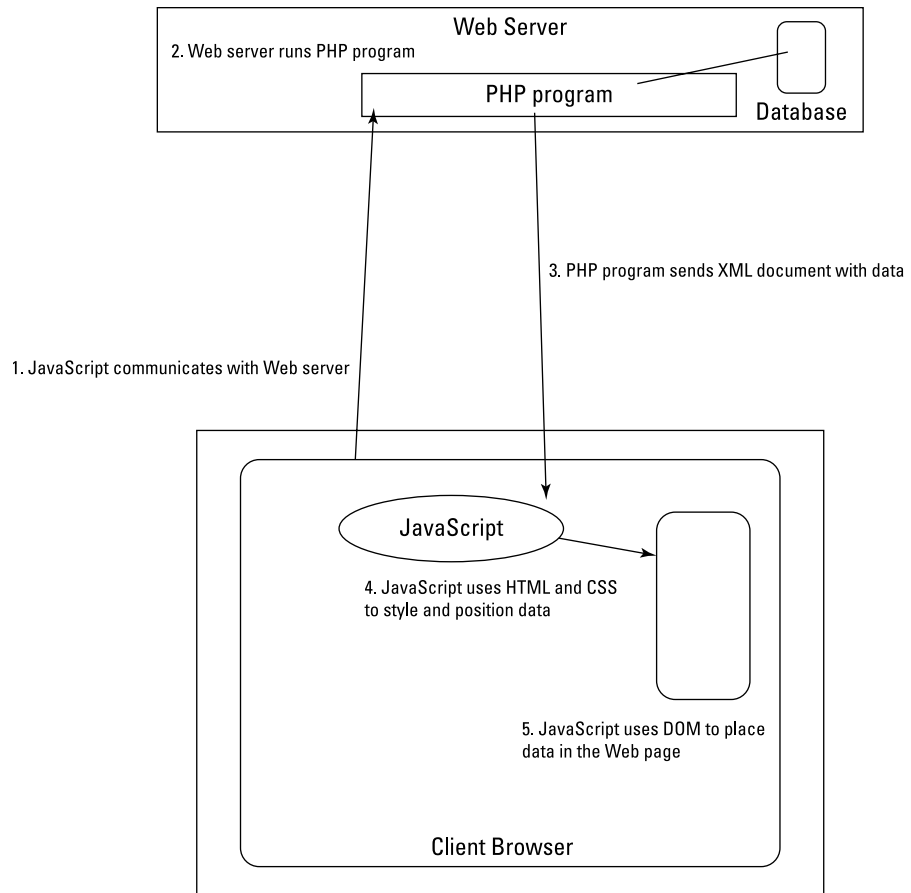 Web Server
2. Web server runs PHP program
PHP program
Database
3. PHP program sends XML document with data
1. JavaScript communicates with Web server
JavaScript
4. JavaScript uses HTML and CSS
to style and position data
5. JavaScript uses DOM to place
data in the Web page
Client Browser